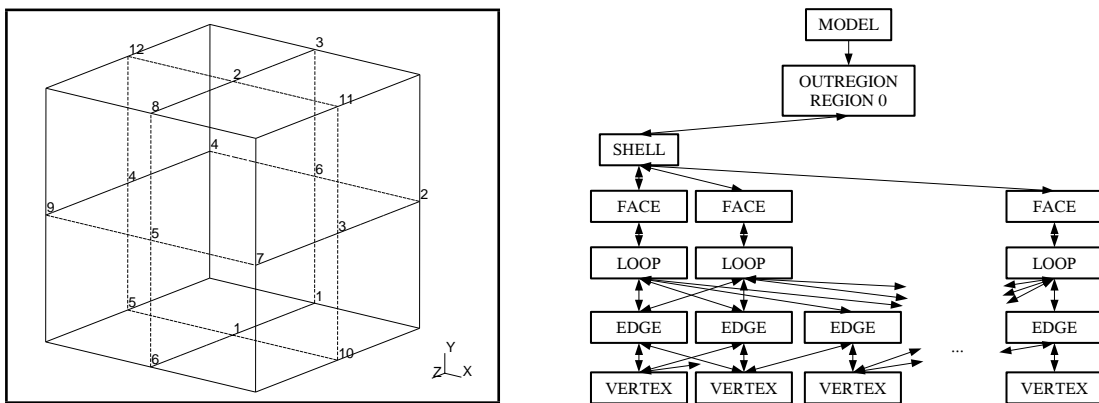 3
12
2
8
11
4
6
4
2
9
3
5
7
1
5
1
6
10
Y
Z X
MODEL
OUTREGION
REGION 0
SHELL
FACE FACE FACE
LOOP LOOP LOOP
EDGE EDGE EDGE EDGE
...
VERTEX VERTEX VERTEX VERTEX